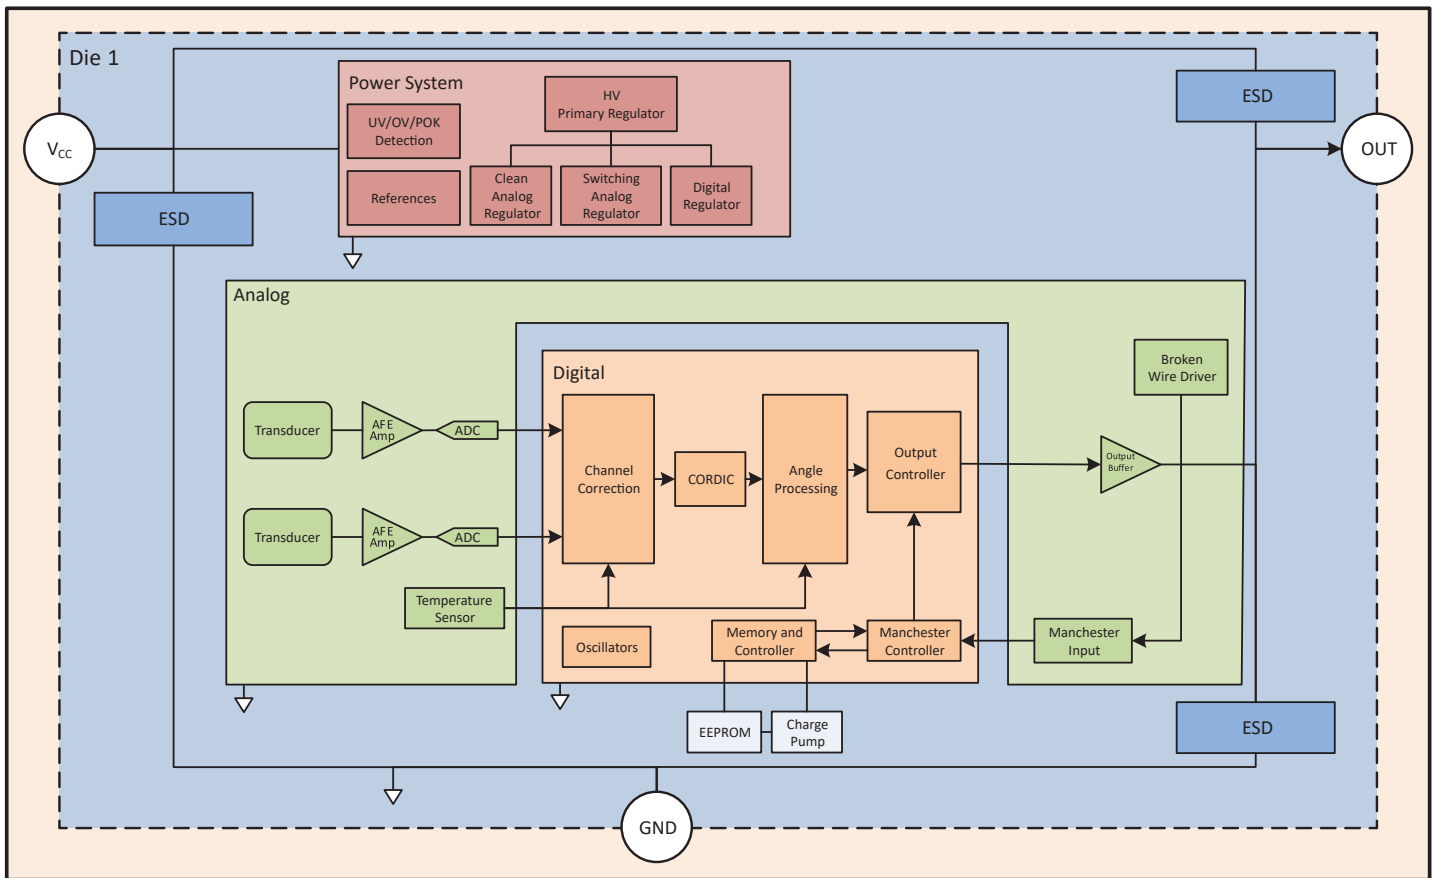 Die 1
Power System
HV
Primary Regulator
UV/OV/POK
Detection
References
Clean
Analog
Regulator
Switching
Analog
Regulator
Digital
Regulator
ESD
VCC
OUT
ESD
Analog
Digital
Broken
Wire Driver
Transducer
AFE
Amp
ADC
Channel
Correction
CORDIC
Angle
Processing
Output
Controller
Output
Buffer
Transducer
AFE
Amp
ADC
Temperature
Sensor
Oscillators
Memory and
Controller
Manchester
Controller
Manchester
Input
EEPROM
Charge
Pump
ESD
GND